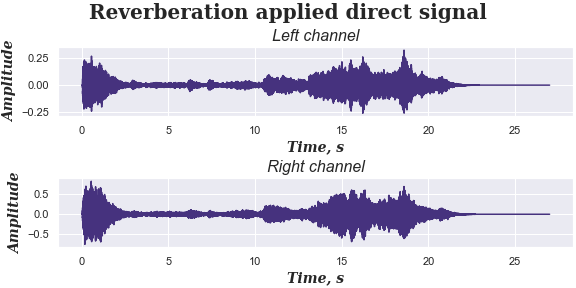 Reverberation applied direct signal
Left channel
Amplitude
0.25
0.00
−0.25
0 5 10 15 20 25
Time, s
Right channel
Amplitude
0.5
0.0
−0.5
0 5 10 15 20 25
Time, s